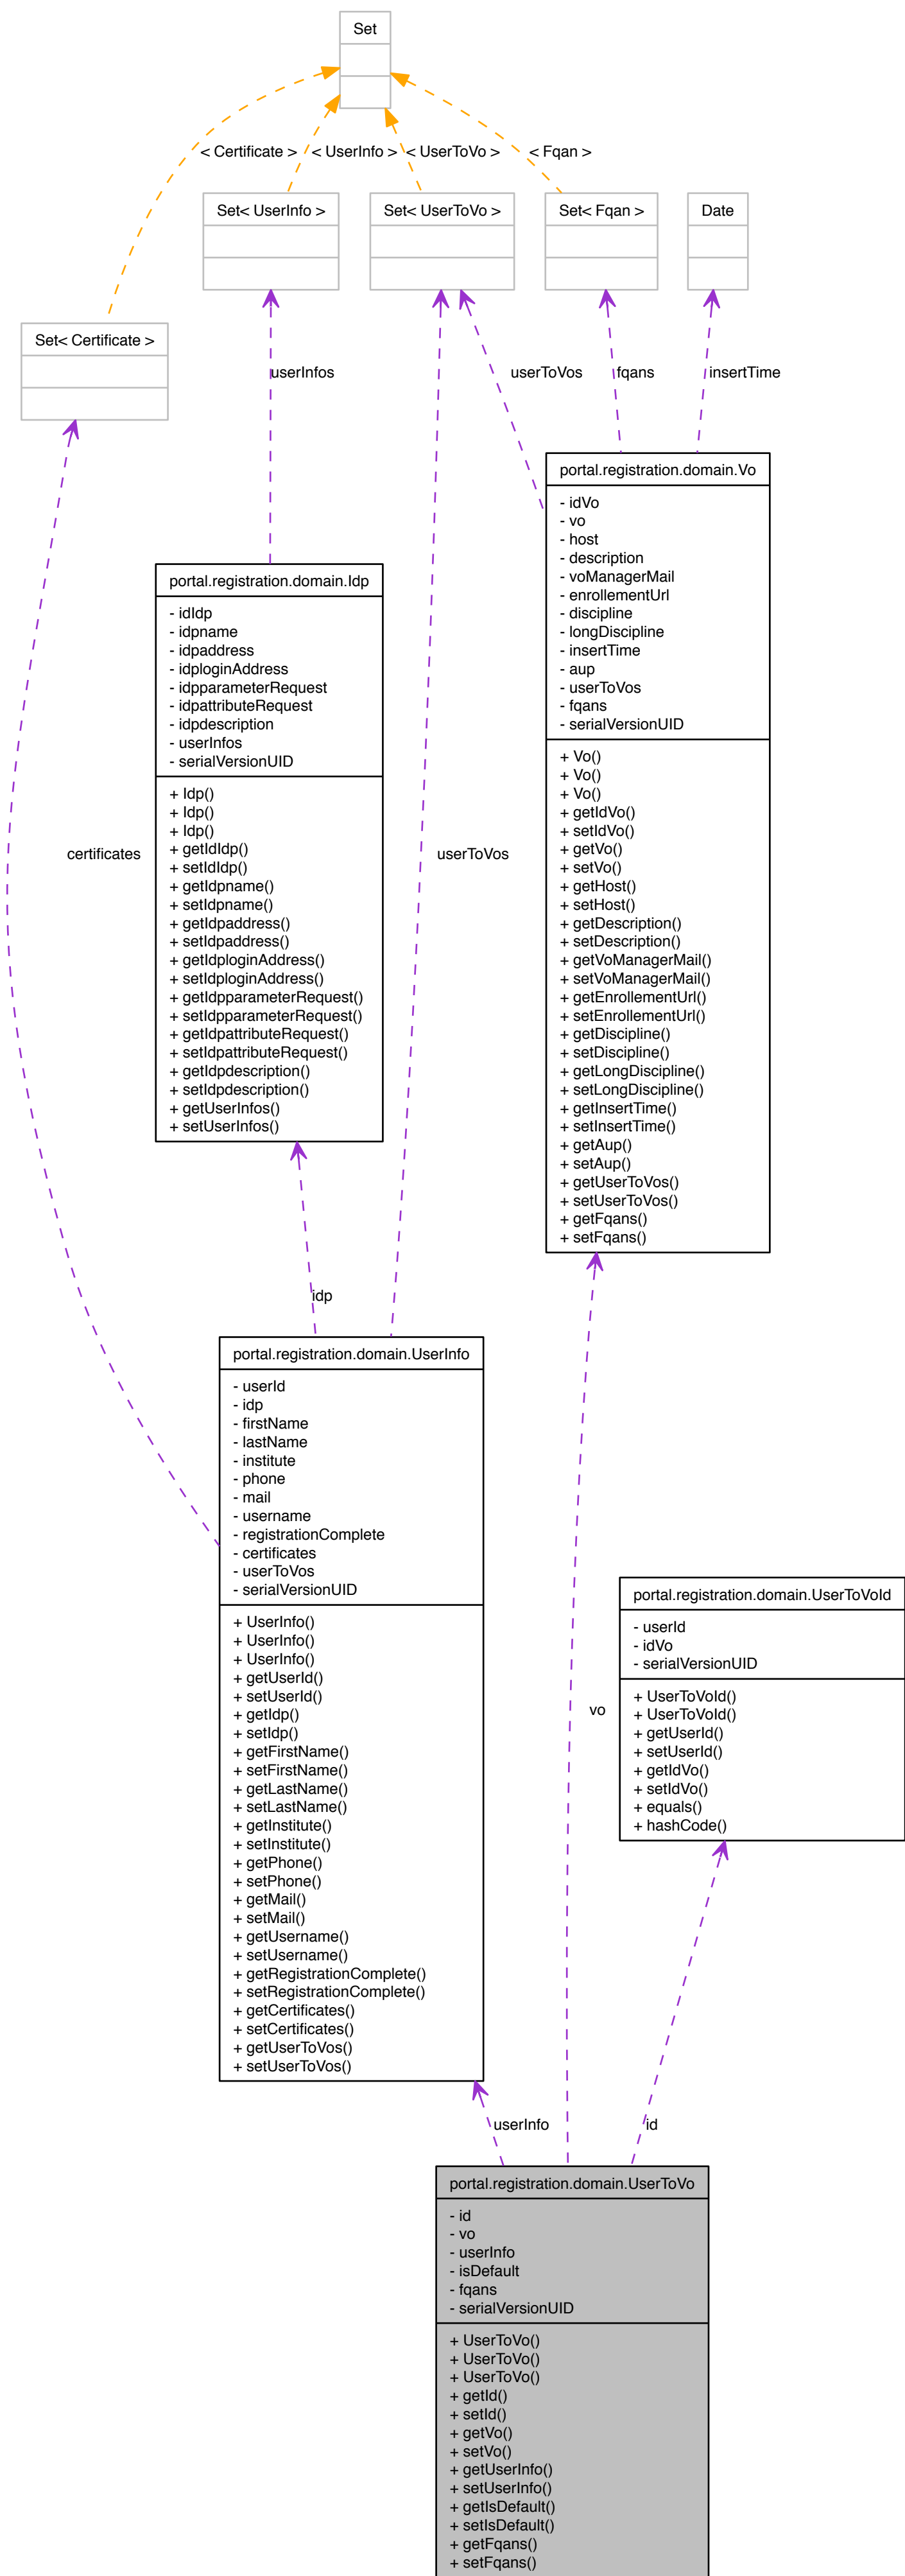 Set
< Certificate >
< UserInfo >
< UserToVo >
< Fqan >
Set< UserInfo >
Set< UserToVo >
Set< Fqan >
Date
Set< Certificate >
userInfos
userToVos
fqans
insertTime
portal.registration.domain.Vo
- idVo
- vo
- host
- description
- voManagerMail
- enrollementUrl
- discipline
- longDiscipline
- insertTime
- aup
- userToVos
- fqans
- serialVersionUID
+ Vo()
+ Vo()
+ Vo()
+ getIdVo()
+ setIdVo()
+ getVo()
+ setVo()
+ getHost()
+ setHost()
+ getDescription()
+ setDescription()
+ getVoManagerMail()
+ setVoManagerMail()
+ getEnrollementUrl()
+ setEnrollementUrl()
+ getDiscipline()
+ setDiscipline()
+ getLongDiscipline()
+ setLongDiscipline()
+ getInsertTime()
+ setInsertTime()
+ getAup()
+ setAup()
+ getUserToVos()
+ setUserToVos()
+ getFqans()
+ setFqans()
portal.registration.domain.Idp
- idIdp
- idpname
- idpaddress
- idploginAddress
- idpparameterRequest
- idpattributeRequest
- idpdescription
- userInfos
- serialVersionUID
+ Idp()
+ Idp()
+ Idp()
+ getIdIdp()
+ setIdIdp()
+ getIdpname()
+ setIdpname()
+ getIdpaddress()
+ setIdpaddress()
+ getIdploginAddress()
+ setIdploginAddress()
+ getIdpparameterRequest()
+ setIdpparameterRequest()
+ getIdpattributeRequest()
+ setIdpattributeRequest()
+ getIdpdescription()
+ setIdpdescription()
+ getUserInfos()
+ setUserInfos()
certificates
userToVos
idp
portal.registration.domain.UserInfo
- userId
- idp
- firstName
- lastName
- institute
- phone
- mail
- username
- registrationComplete
- certificates
- userToVos
- serialVersionUID
+ UserInfo()
+ UserInfo()
+ UserInfo()
+ getUserId()
+ setUserId()
+ getIdp()
+ setIdp()
+ getFirstName()
+ setFirstName()
+ getLastName()
+ setLastName()
+ getInstitute()
+ setInstitute()
+ getPhone()
+ setPhone()
+ getMail()
+ setMail()
+ getUsername()
+ setUsername()
+ getRegistrationComplete()
+ setRegistrationComplete()
+ getCertificates()
+ setCertificates()
+ getUserToVos()
+ setUserToVos()
portal.registration.domain.UserToVoId
- userId
- idVo
- serialVersionUID
+ UserToVoId()
+ UserToVoId()
+ getUserId()
+ setUserId()
+ getIdVo()
+ setIdVo()
+ equals()
+ hashCode()
vo
userInfo
id
portal.registration.domain.UserToVo
- id
- vo
- userInfo
- isDefault
- fqans
- serialVersionUID
+ UserToVo()
+ UserToVo()
+ UserToVo()
+ getId()
+ setId()
+ getVo()
+ setVo()
+ getUserInfo()
+ setUserInfo()
+ getIsDefault()
+ setIsDefault()
+ getFqans()
+ setFqans()